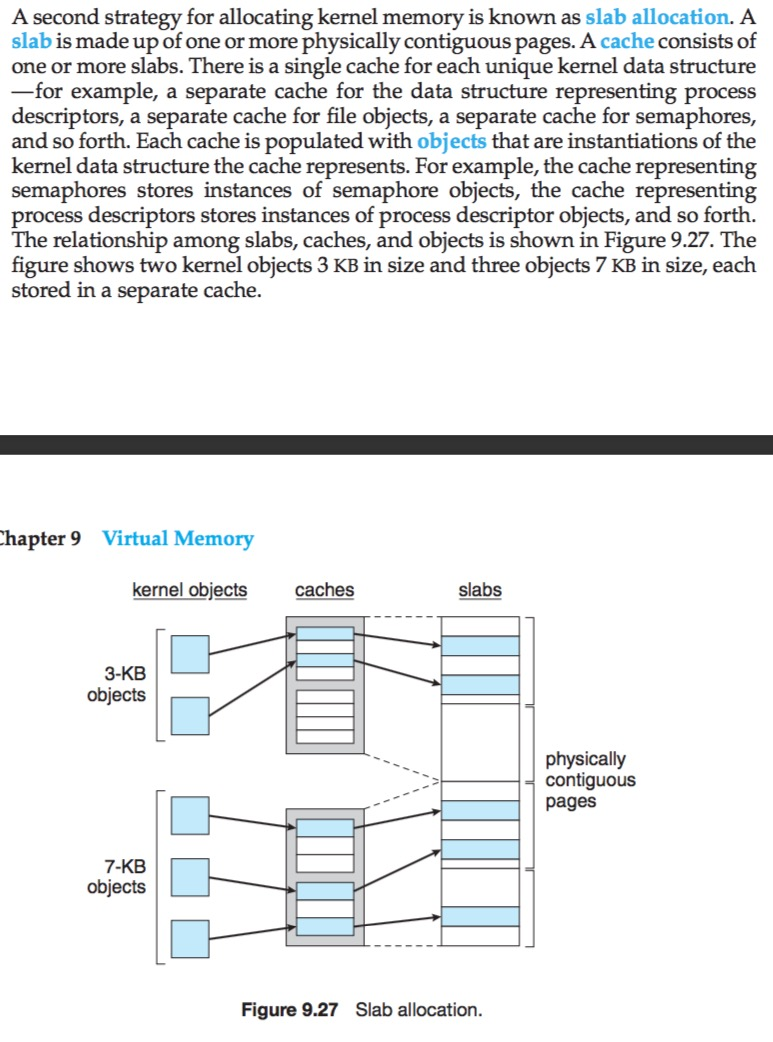 A second strategy for allocating kernel memory is known as slab allocation. A
slab is made up of one or more physically contiguous pages. A cache consists of
one or more slabs. There is a single cache for each unique kernel data structure
—for example, a separate cache for the data structure representing process
descriptors, a separate cache for file objects, a separate cache for semaphores,
and so forth. Each cache is populated with objects that are instantiations of the
kernel data structure the cache represents. For example, the cache representing
semaphores stores instances of semaphore objects, the cache representing
process descriptors stores instances of process descriptor objects, and so forth.
The relationship among slabs, caches, and objects is shown in Figure 9.27. The
figure shows two kernel objects 3 KB in size and three objects 7 KB in size, each
stored in a separate cache.
Chapter 9 Virtual Memory
kernel objects caches slabs
3-KB
objects
physically
contiguous
pages
7-KB
objects
Figure 9.27 Slab allocation.